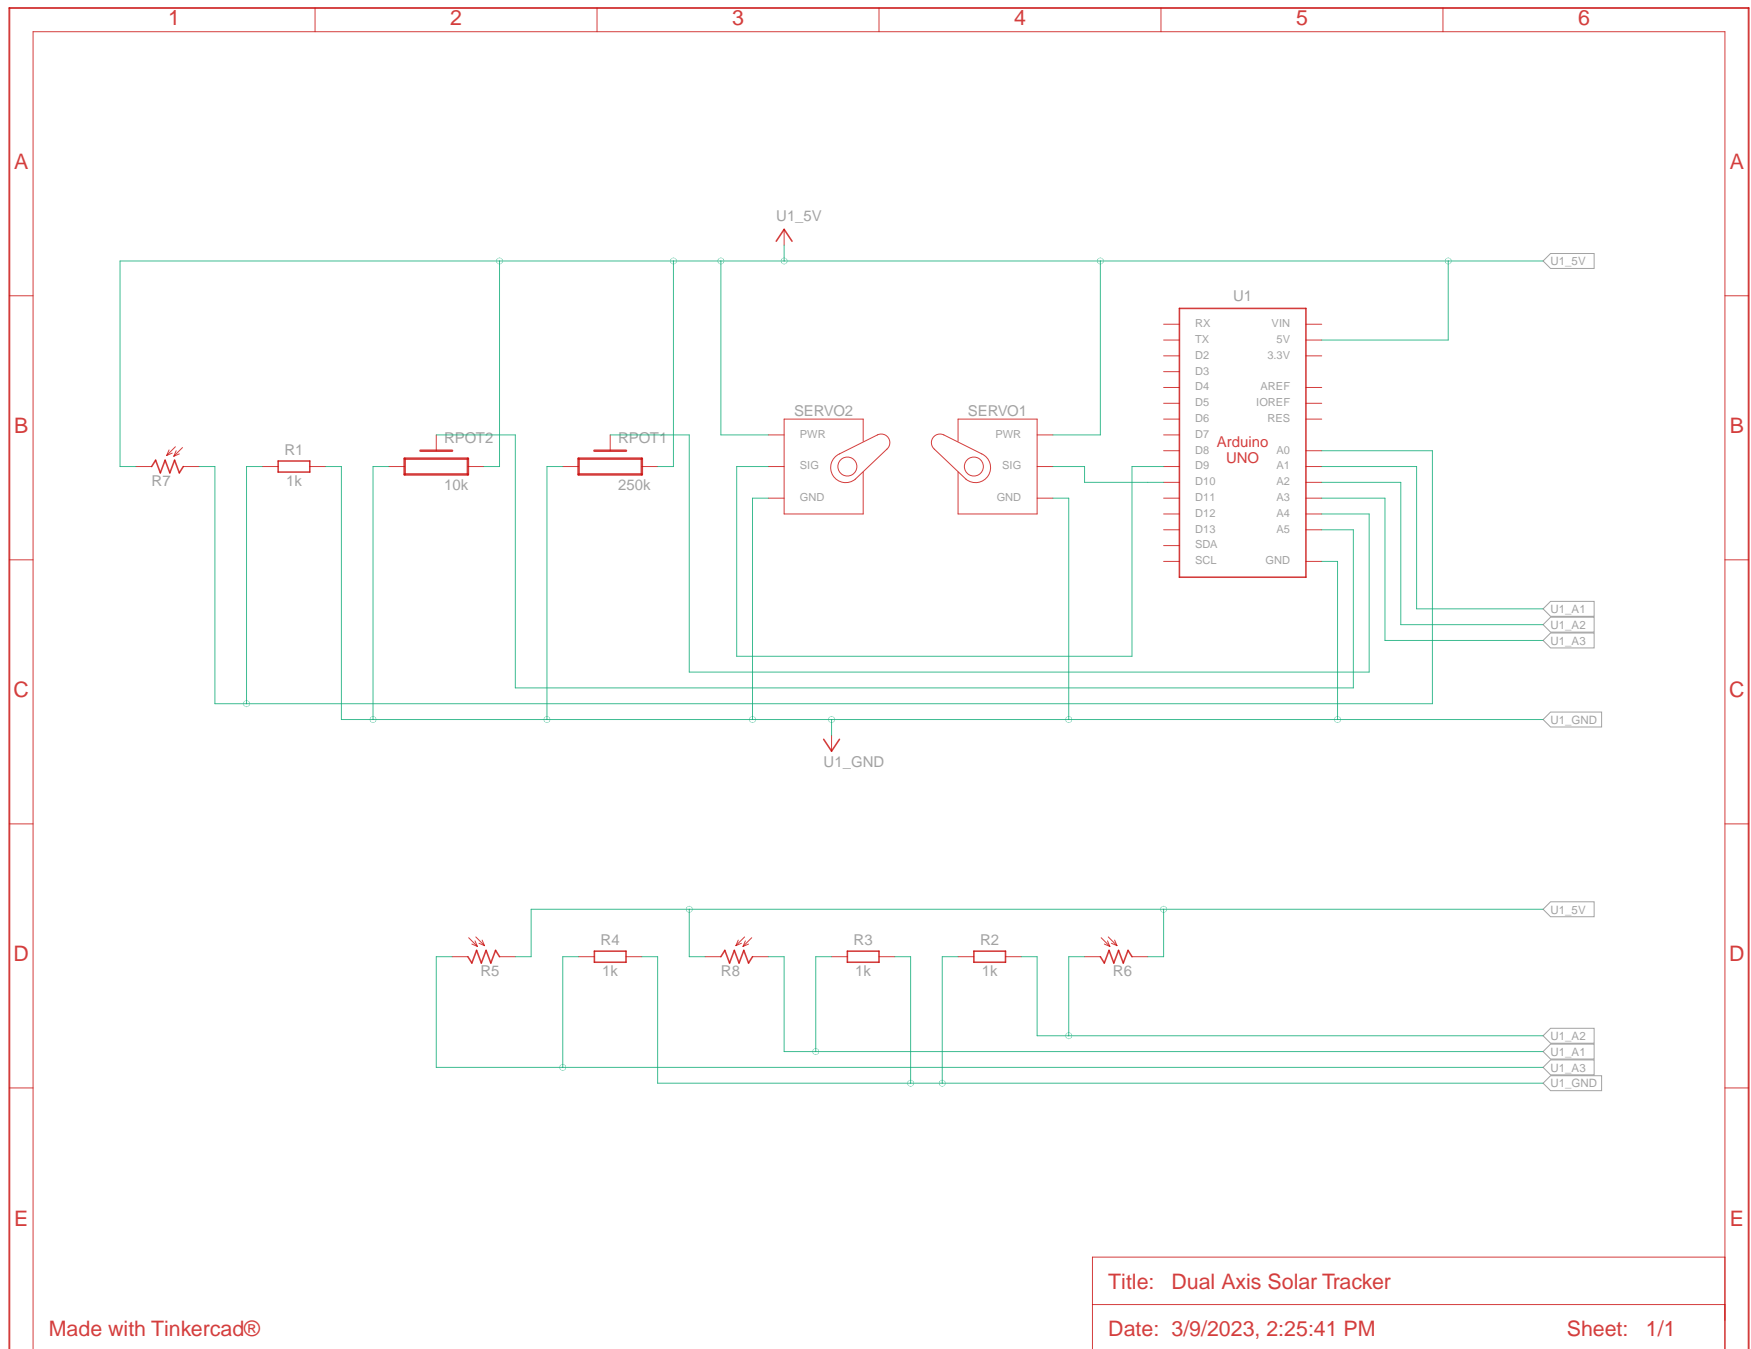 1 2 3 4 5 6
A A
U1_5V
U1_5V
B B
U1
RX VIN
TX 5V
D2 3.3V
D3
D4 AREF
D5 IOREF
D6 RES
D7
D8 A0
D9 A1
D10 A2
D11 A3
D12 A4
D13 A5
SDA
SCL GND
Arduino
UNO
SERVO2
PWR
SIG
GND
SERVO1
PWR
SIG
GND
R7
R1
1k
RPOT2
10k
RPOT1
250k
U1_A1
U1_A2
U1_A3
C C
U1_GND
U1_GND
U1_5V
D D
R5
R4
1k
R8
R3
1k
R2
1k
R6
U1_A2
U1_A1
U1_A3
U1_GND
E E
Title: Dual Axis Solar Tracker
Made with Tinkercad®
Date: 3/9/2023, 2:25:41 PM Sheet: 1/1